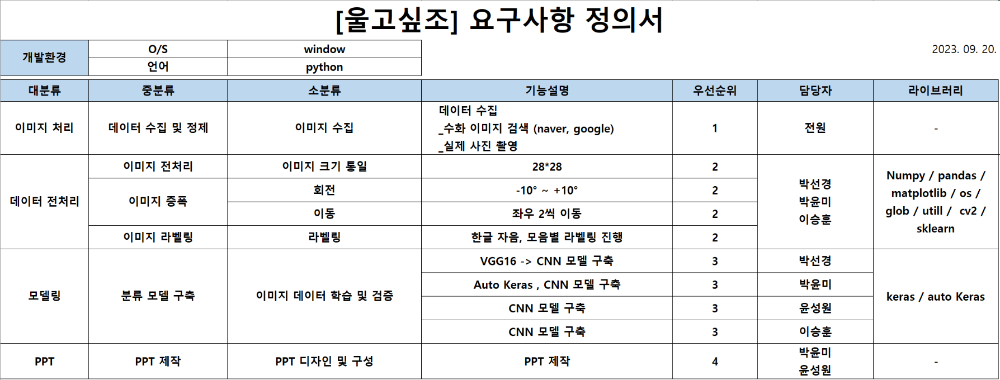 [울고싶조] 요구사항 정의서
개발환경 O/S window
2023. 09. 20.
언어 python
대분류 중분류 소분류 기능설명 우선순위 담당자 라이브러리
이미지 처리 데이터 수집 및 정제 이미지 수집 데이터 수집
_수화 이미지 검색 (naver, google)
_실제 사진 촬영
1 전원 -
데이터 전처리
이미지 전처리 이미지 크기 통일 28*28 2
이미지 증폭 회전 -10° ~ +10° 2
이동 좌우 2씩 이동 2
이미지 라벨링 라벨링 한글 자음, 모음별 라벨링 진행 2
박선경
박윤미
이승훈
Numpy / pandas /
matplotlib / os /
glob / utill / cv2 /
sklearn
모델링 분류 모델 구축 이미지 데이터 학습 및 검증
VGG16 -> CNN 모델 구축 3 박선경
Auto Keras , CNN 모델 구축 3 박윤미
CNN 모델 구축 3 윤성원
CNN 모델 구축 3 이승훈
keras / auto Keras
PPT PPT 제작 PPT 디자인 및 구성 PPT 제작 4 박윤미
윤성원
-